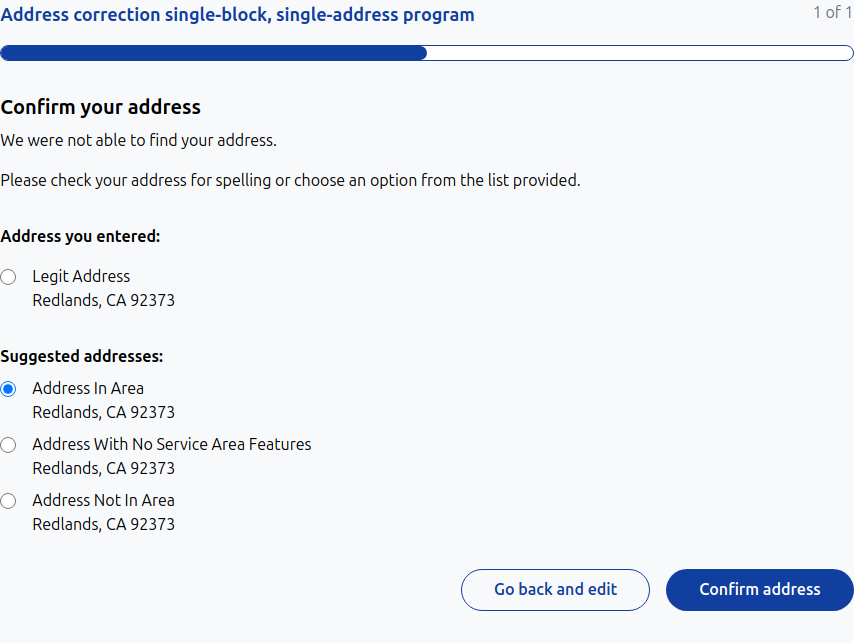 Address correction single-block, single-address program
1 of 1
Confirm your address
We were not able to find your address.
Please check your address for spelling or choose an option from the list provided.
Address you entered:
Legit Address
Redlands, CA 92373
Suggested addresses:
Address In Area
Redlands, CA 92373
Address With No Service Area Features
Redlands, CA 92373
Address Not In Area
Redlands, CA 92373
Go back and edit
Confirm address